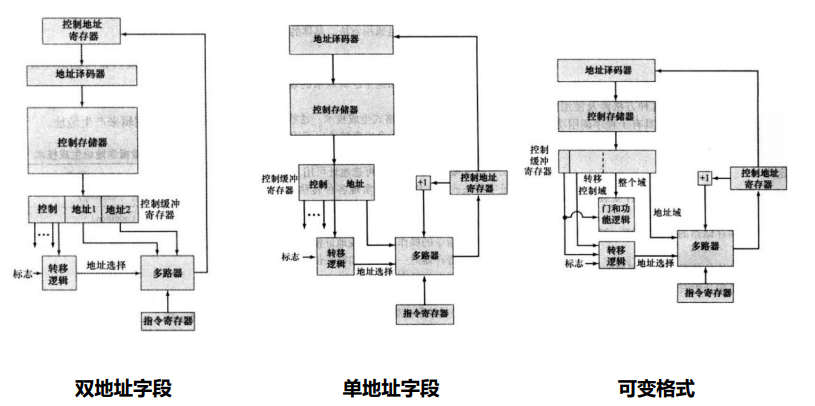 控制地址
寄存器
地址译码器
控制存储器
控制
地址1
地址2
控制缓冲
寄存器
标志
转移
逻辑
地址选择
多路器
指令寄存器
双地址字段
地址译码器
控制存储器
控制缓冲
寄存器
控制
地址
+1
控制地址
寄存器
标志
转移
逻辑
地址选择
多路器
指令寄存器
单地址字段
地址译码器
控制存储器
控制
缓冲
寄存器
转移
控制域
整个域
地址域
+1
控制地址
寄存器
门和功
能逻辑
标志
转移
逻辑
地址选择
多路器
指令寄存器
可变格式